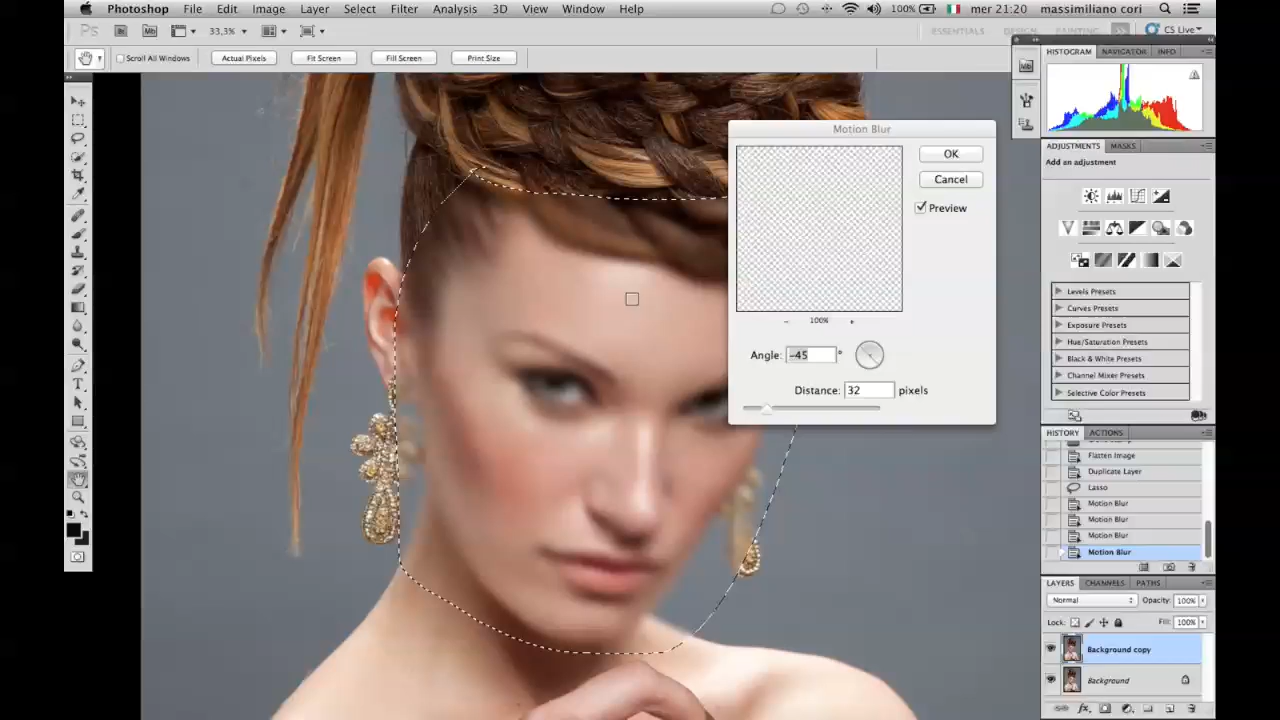 Photoshop File Edit Image Layer Select Filter Analysis 3D View Window Help 100% mer 21:20 massimiliano cori
Ps Br Mb 33,3% ESSENTIALS DESIGN PAINTING CS Live
Scroll All Windows Actual Pixels Fit Screen Fill Screen Print Size
HISTOGRAM NAVIGATOR INFO
Motion Blur
OK
Cancel
Preview
100%
Angle: -45 °
Distance: 32 pixels
ADJUSTMENTS MASKS
Add an adjustment
Levels Presets
Curves Presets
Exposure Presets
Hue/Saturation Presets
Black & White Presets
Channel Mixer Presets
Selective Color Presets
HISTORY ACTIONS
Flatten Image
Duplicate Layer
Lasso
Motion Blur
Motion Blur
Motion Blur
Motion Blur
LAYERS CHANNELS PATHS
Normal Opacity: 100%
Lock: Fill: 100%
Background copy
Background